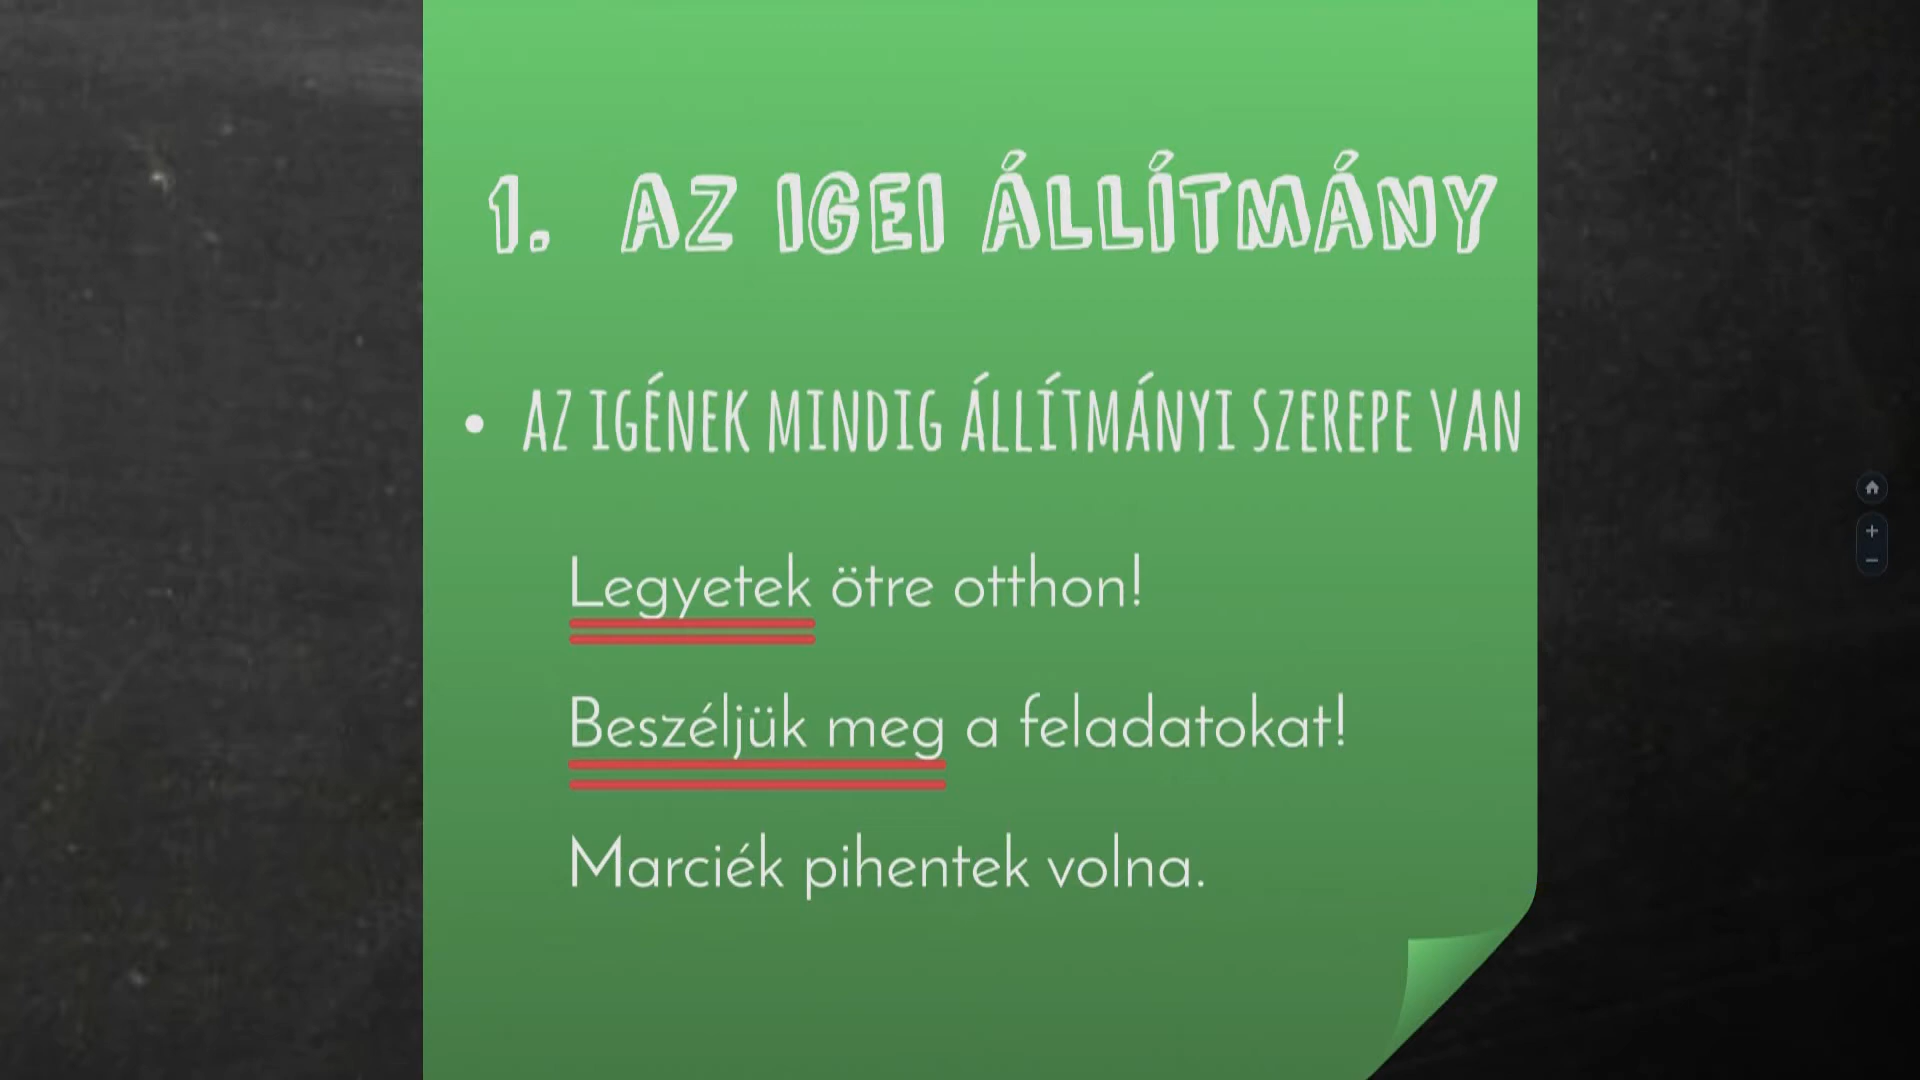 1. AZ IGEI ÁLLÍTMÁNY
• AZ IGÉNEK MINDIG ÁLLÍTMÁNYI SZEREPE VAN
Legyetek ötre otthon!
Beszéljük meg a feladatokat!
Marciék pihentek volna.